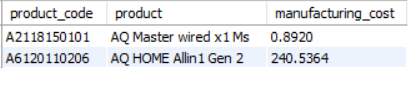 product_code product manufacturing_cost
A2118150101 AQ Master wired x1 Ms 0.8920
A6120110206 AQ HOME Allin1 Gen 2 240.5364